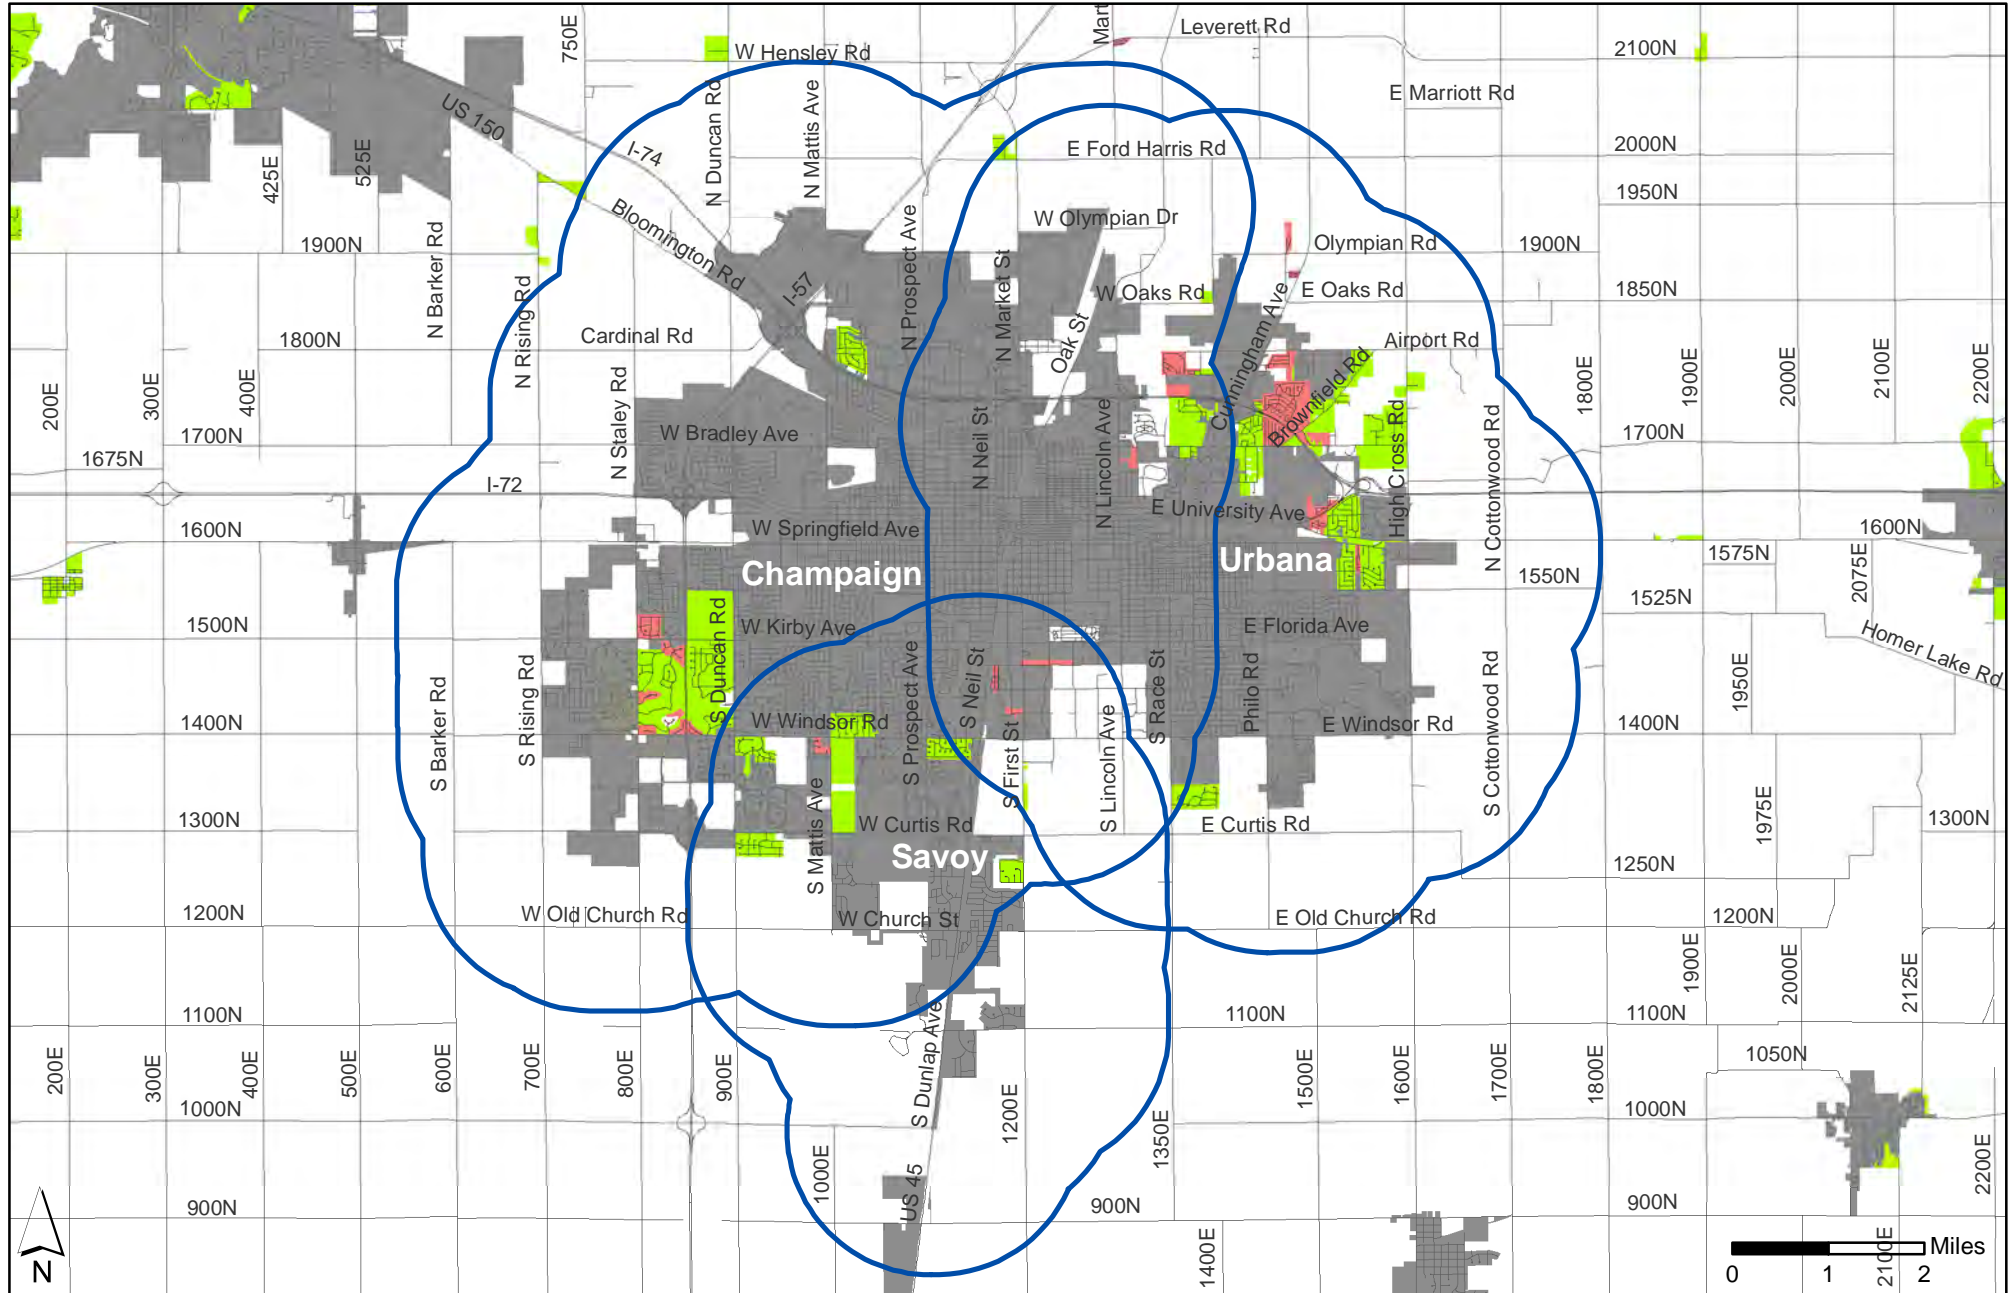 Leverett Rd
Mart
750E
W Hensley Rd
2100N
US 150
N Duncan Rd
N Mattis Ave
E Marriott Rd
I-74
E Ford Harris Rd
2000N
425E
525E
1950N
Bloomington Rd
W Olympian Dr
1900N
N Barker Rd
N Prospect Ave
Olympian Rd
1900N
N Rising Rd
I-57
N Market St
W Oaks Rd
E Oaks Rd
1850N
1800N
Cardinal Rd
Oak St
Cunningham Ave
Airport Rd
200E
300E
400E
N Staley Rd
Brownfield Rd
1800E
1900E
2000E
2100E
2200E
1700N
W Bradley Ave
N Neil St
N Lincoln Ave
High Cross Rd
N Cottonwood Rd
1700N
1675N
I-72
1600N
W Springfield Ave
E University Ave
1600N
Champaign
Urbana
1575N
2075E
1550N
1525N
1500N
S Duncan Rd
W Kirby Ave
E Florida Ave
Homer Lake Rd
S Barker Rd
S Rising Rd
S Prospect Ave
S Neil St
S Race St
Philo Rd
S Cottonwood Rd
1950E
1400N
W Windsor Rd
S First St
S Lincoln Ave
E Windsor Rd
1400N
1300N
S Mattis Ave
W Curtis Rd
E Curtis Rd
1975E
1300N
Savoy
1250N
1200N
W Old Church Rd
W Church St
E Old Church Rd
1200N
1900E
2000E
2125E
1100N
S Dunlap Ave
1100N
1100N
200E
300E
400E
500E
600E
700E
800E
900E
1500E
1600E
1700E
1800E
1050N
1000N
1200E
1350E
1000N
1000E
US 45
2200E
900N
900N
900N
1400E
2100E
N
Miles
0 1 2